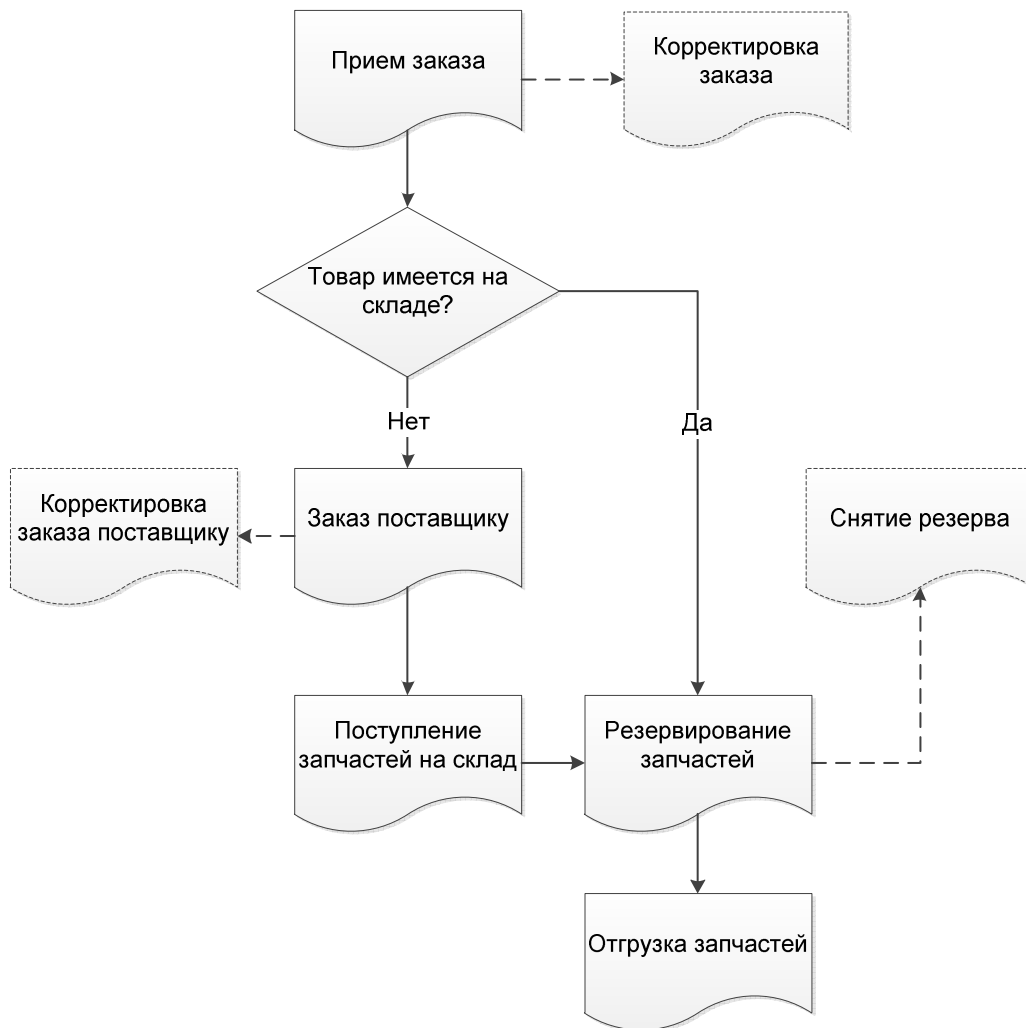 Прием заказа
Корректировка
заказа
Товар имеется на
складе?
Нет
Да
Корректировка
заказа поставщику
Заказ поставщику
Снятие резерва
Поступление
запчастей на склад
Резервирование
запчастей
Отгрузка запчастей